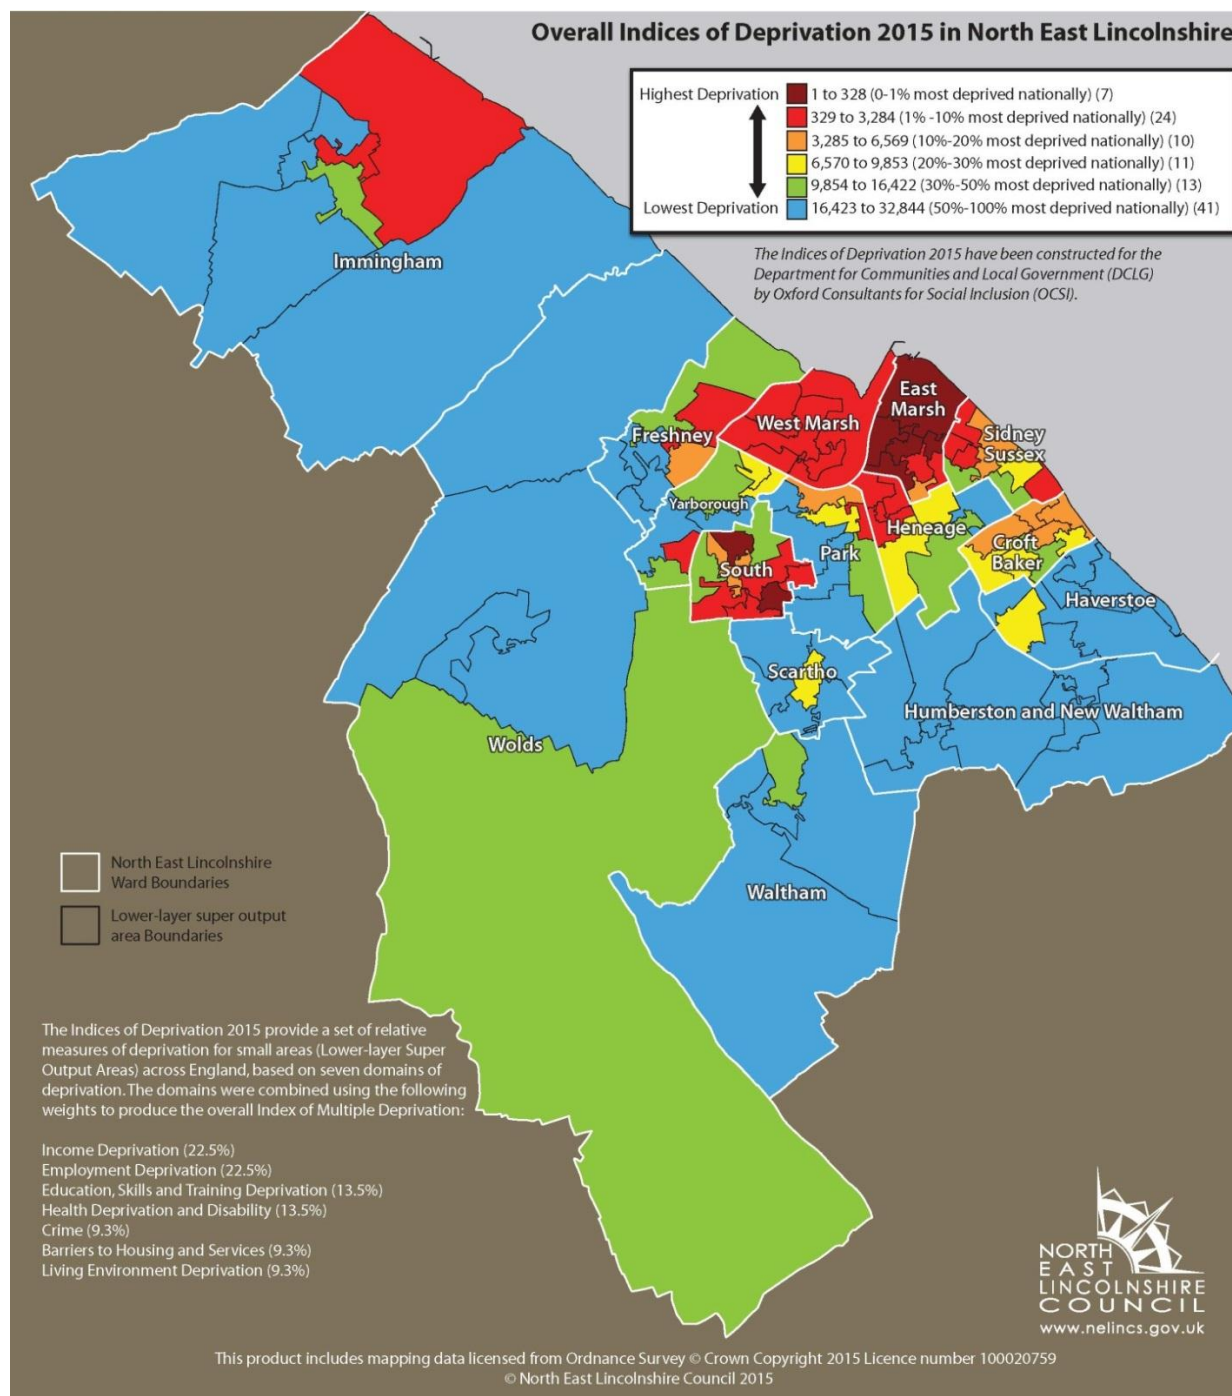 Overall Indices of Deprivation 2015 in North East Lincolnshire
Highest Deprivation
Lowest Deprivation
1 to 328 (0-1% most deprived nationally) (7)
329 to 3,284 (1% -10% most deprived nationally) (24)
3,285 to 6,569 (10%-20% most deprived nationally) (10)
6,570 to 9,853 (20%-30% most deprived nationally) (11)
9,854 to 16,422 (30%-50% most deprived nationally) (13)
16,423 to 32,844 (50%-100% most deprived nationally) (41)
The Indices of Deprivation 2015 have been constructed for the
Department for Communities and Local Government (DCLG)
by Oxford Consultants for Social Inclusion (OCSI).
Immingham
East
Marsh
West Marsh
Freshney
Sidney
Sussex
Yarborough
Heneage
Park
Croft
Baker
South
Haverstoe
Scartho
Humberston and New Waltham
Wolds
Waltham
North East Lincolnshire
Ward Boundaries
Lower-layer super output
area Boundaries
The Indices of Deprivation 2015 provide a set of relative
measures of deprivation for small areas (Lower-layer Super
Output Areas) across England, based on seven domains of
deprivation. The domains were combined using the following
weights to produce the overall Index of Multiple Deprivation:
Income Deprivation (22.5%)
Employment Deprivation (22.5%)
Education, Skills and Training Deprivation (13.5%)
Health Deprivation and Disability (13.5%)
Crime (9.3%)
Barriers to Housing and Services (9.3%)
Living Environment Deprivation (9.3%)
NORTH
EAST
LINCOLNSHIRE
COUNCIL
www.nelincs.gov.uk
This product includes mapping data licensed from Ordnance Survey © Crown Copyright 2015 Licence number 100020759
© North East Lincolnshire Council 2015